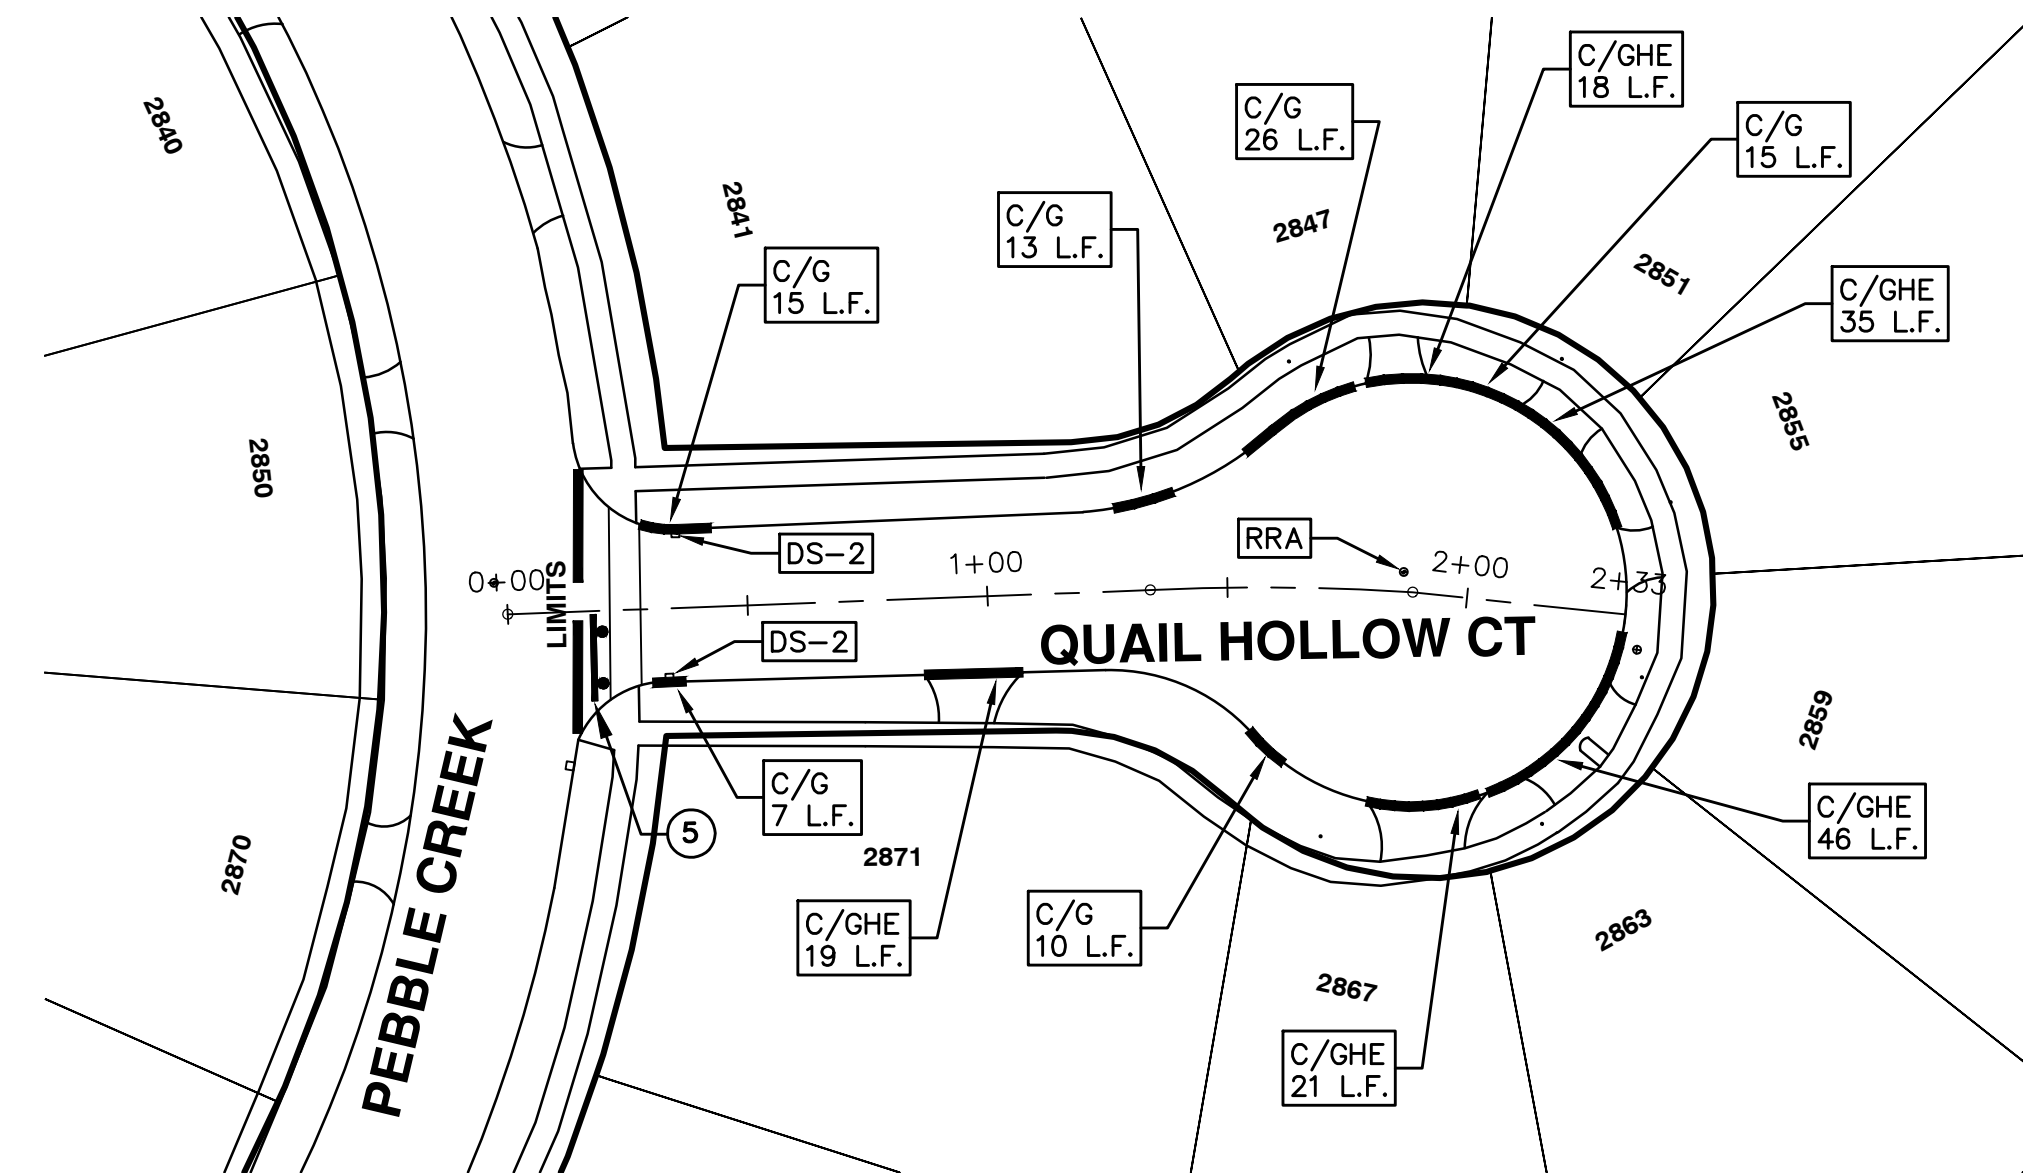 C/GHE
18 L.F.
C/G
26 L.F.
C/G
15 L.F.
2840
2841
C/G
13 L.F.
2847
2851
C/G
15 L.F.
C/GHE
35 L.F.
2850
2855
DS-2
RRA
0+00
1+00
2+00
2+33
LIMITS
DS-2
QUAIL HOLLOW CT
2859
PEBBLE CREEK
C/G
7 L.F.
5
2871
2870
C/GHE
46 L.F.
C/GHE
19 L.F.
C/G
10 L.F.
2863
2867
C/GHE
21 L.F.